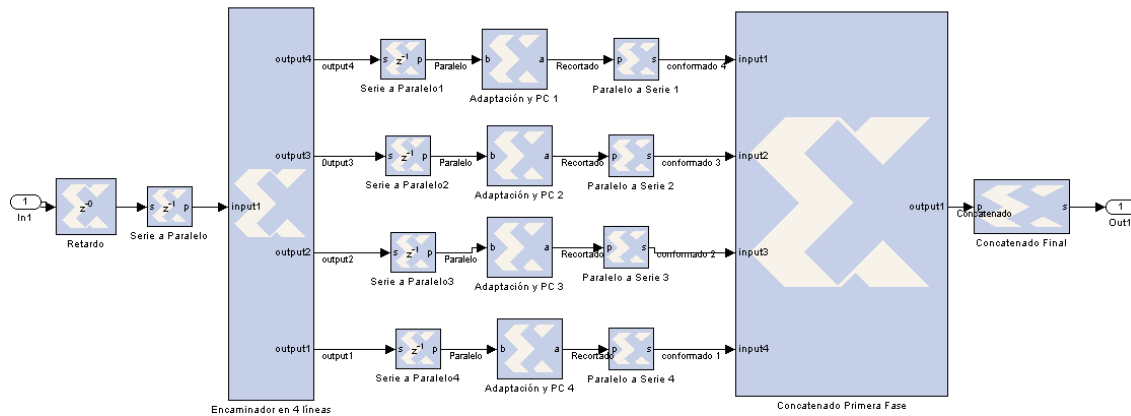 output4 output4 s z⁻¹ p Paralelo b a Recortado p s conformado 4 input1
Serie a Paralelo1 Adaptación y PC 1 Paralelo a Serie 1
output3 output3 s z⁻¹ p Paralelo b a Recortado p s conformado 3 input2
Serie a Paralelo2 Adaptación y PC 2 Paralelo a Serie 2
1 z⁻⁰ s z⁻¹ p input1 output1 p Concatenado s 1
In1 Retardo Serie a Paralelo Concatenado Final Out1
output2 output2 s z⁻¹ p Paralelo b a Recortado p s conformado 2 input3
Serie a Paralelo3 Adaptación y PC 3 Paralelo a Serie 3
output1 output1 s z⁻¹ p Paralelo b a Recortado p s conformado 1 input4
Serie a Paralelo4 Adaptación y PC 4 Paralelo a Serie 4
Encaminador en 4 líneas Concatenado Primera Fase